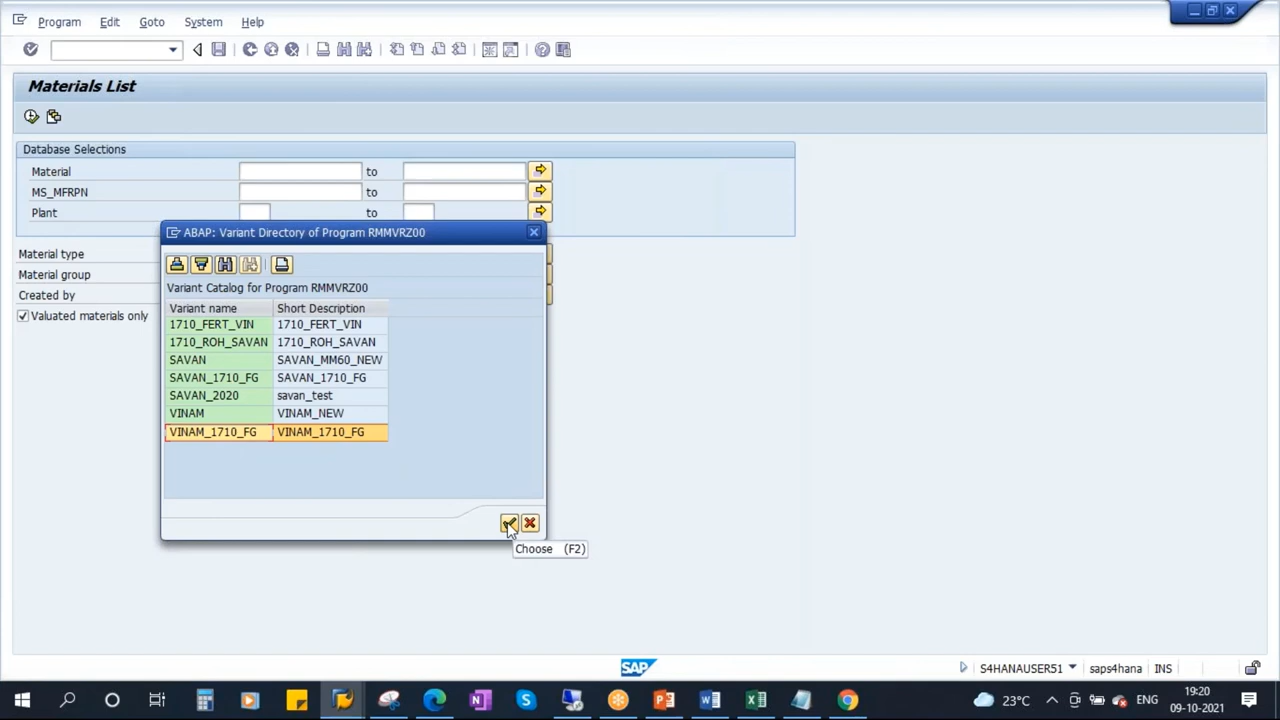 Program Edit Goto System Help
Materials List
Database Selections
Material to
MS_MFRPN to
Plant to
ABAP: Variant Directory of Program RMMVRZ00
Material type
Material group
Created by
Valuated materials only
Variant Catalog for Program RMMVRZ00
Variant name Short Description
1710_FERT_VIN 1710_FERT_VIN
1710_ROH_SAVAN 1710_ROH_SAVAN
SAVAN SAVAN_MM60_NEW
SAVAN_1710_FG SAVAN_1710_FG
SAVAN_2020 savan_test
VINAM VINAM_NEW
VINAM_1710_FG VINAM_1710_FG
Choose (F2)
SAP S4HANAUSER51 saps4hana INS
23°C ENG 19:20
09-10-2021